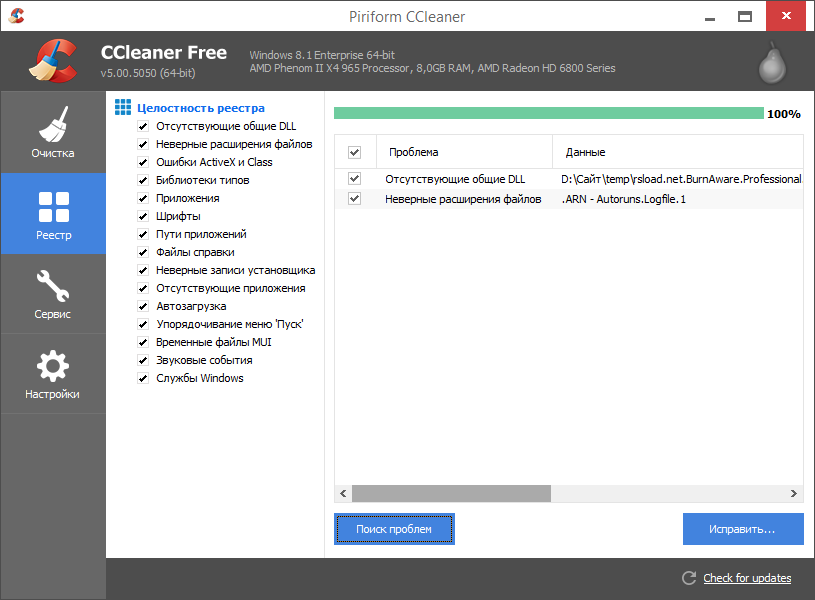 Piriform CCleaner
CCleaner Free
v5.00.5050 (64-bit)
Windows 8.1 Enterprise 64-bit
AMD Phenom II X4 965 Processor, 8,0GB RAM, AMD Radeon HD 6800 Series
Очистка
Реестр
Сервис
Настройки
Целостность реестра
Отсутствующие общие DLL
Неверные расширения файлов
Ошибки ActiveX и Class
Библиотеки типов
Приложения
Шрифты
Пути приложений
Файлы справки
Неверные записи установщика
Отсутствующие приложения
Автозагрузка
Упорядочивание меню 'Пуск'
Временные файлы MUI
Звуковые события
Службы Windows
100%
Проблема Данные
Отсутствующие общие DLL D:\Сайт\temp\rsload.net.BurnAware.Professional
Неверные расширения файлов .ARN - Autoruns.Logfile.1
Поиск проблем Исправить...
Check for updates